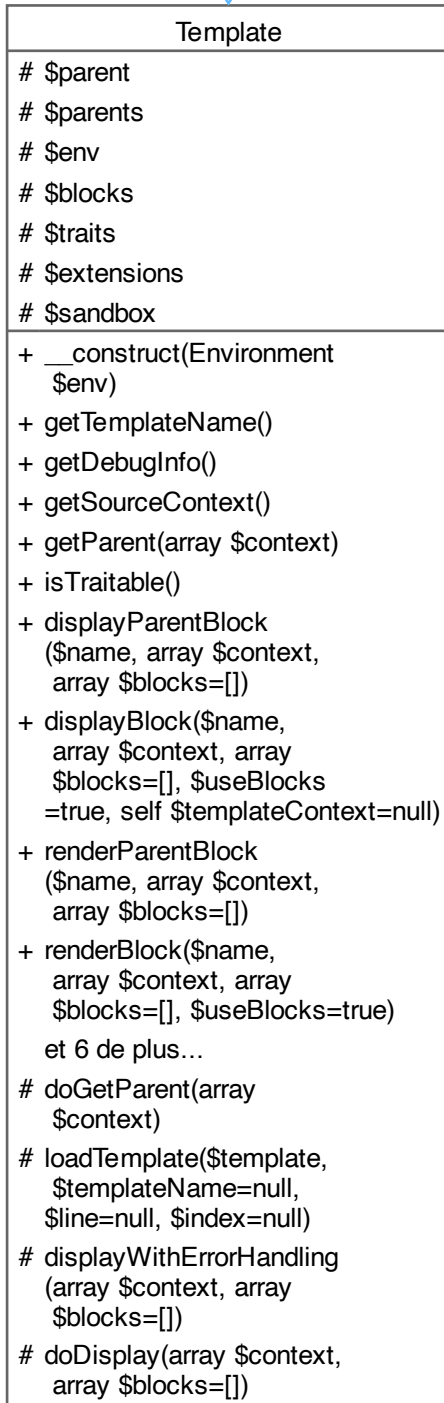 Template
# $parent
# $parents
# $env
# $blocks
# $traits
# $extensions
# $sandbox
+ __construct(Environment
$env)
+ getTemplateName()
+ getDebugInfo()
+ getSourceContext()
+ getParent(array $context)
+ isTraitable()
+ displayParentBlock
($name, array $context,
array $blocks=[])
+ displayBlock($name,
array $context, array
$blocks=[], $useBlocks
=true, self $templateContext=null)
+ renderParentBlock
($name, array $context,
array $blocks=[])
+ renderBlock($name,
array $context, array
$blocks=[], $useBlocks=true)
et 6 de plus...
# doGetParent(array
$context)
# loadTemplate($template,
$templateName=null,
$line=null, $index=null)
# displayWithErrorHandling
(array $context, array
$blocks=[])
# doDisplay(array $context,
array $blocks=[])